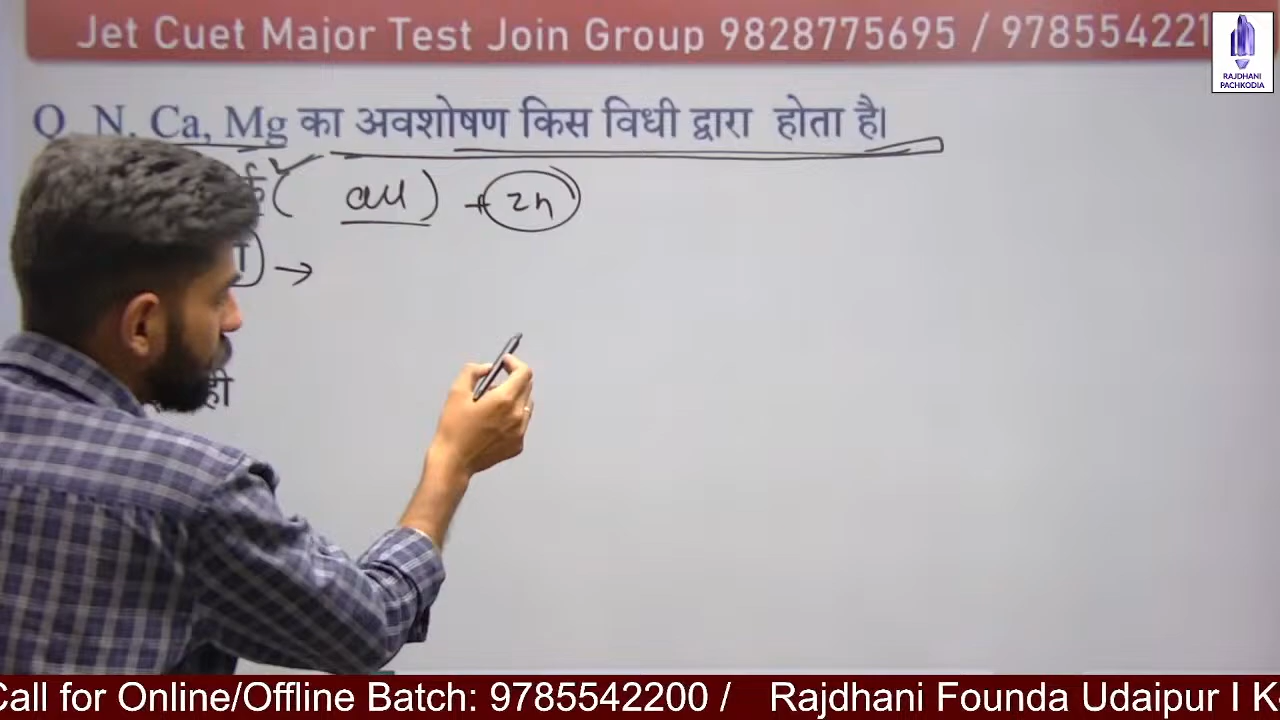 Jet Cuet Major Test Join Group 9828775695 / 978554221
RAJDHANI
PACHKODIA
Q N, Ca, Mg का अवशोषण किस विधी द्वारा होता है।
( all ) + Zn
→
ही
Call for Online/Offline Batch: 9785542200 / Rajdhani Founda Udaipur I K